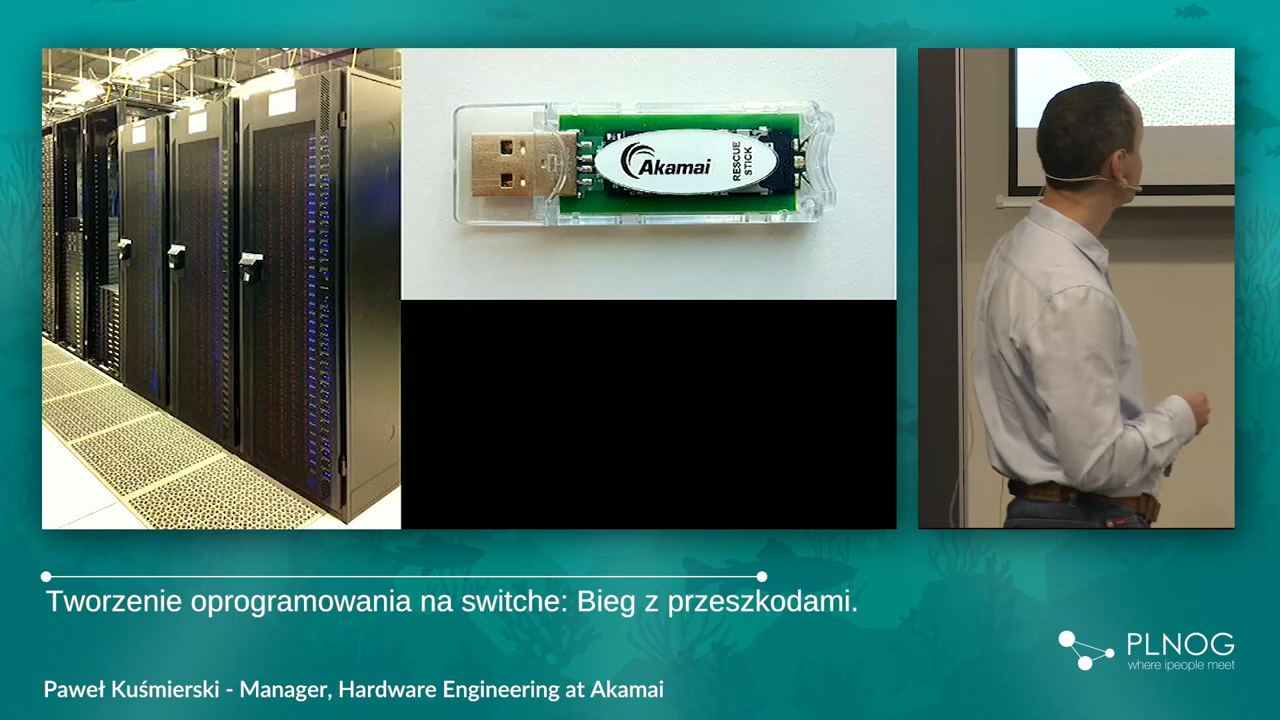 Akamai
RESCUE
STICK
Tworzenie oprogramowania na switche: Bieg z przeszkodami.
PLNOG
where ipeople meet
Paweł Kuśmierski - Manager, Hardware Engineering at Akamai